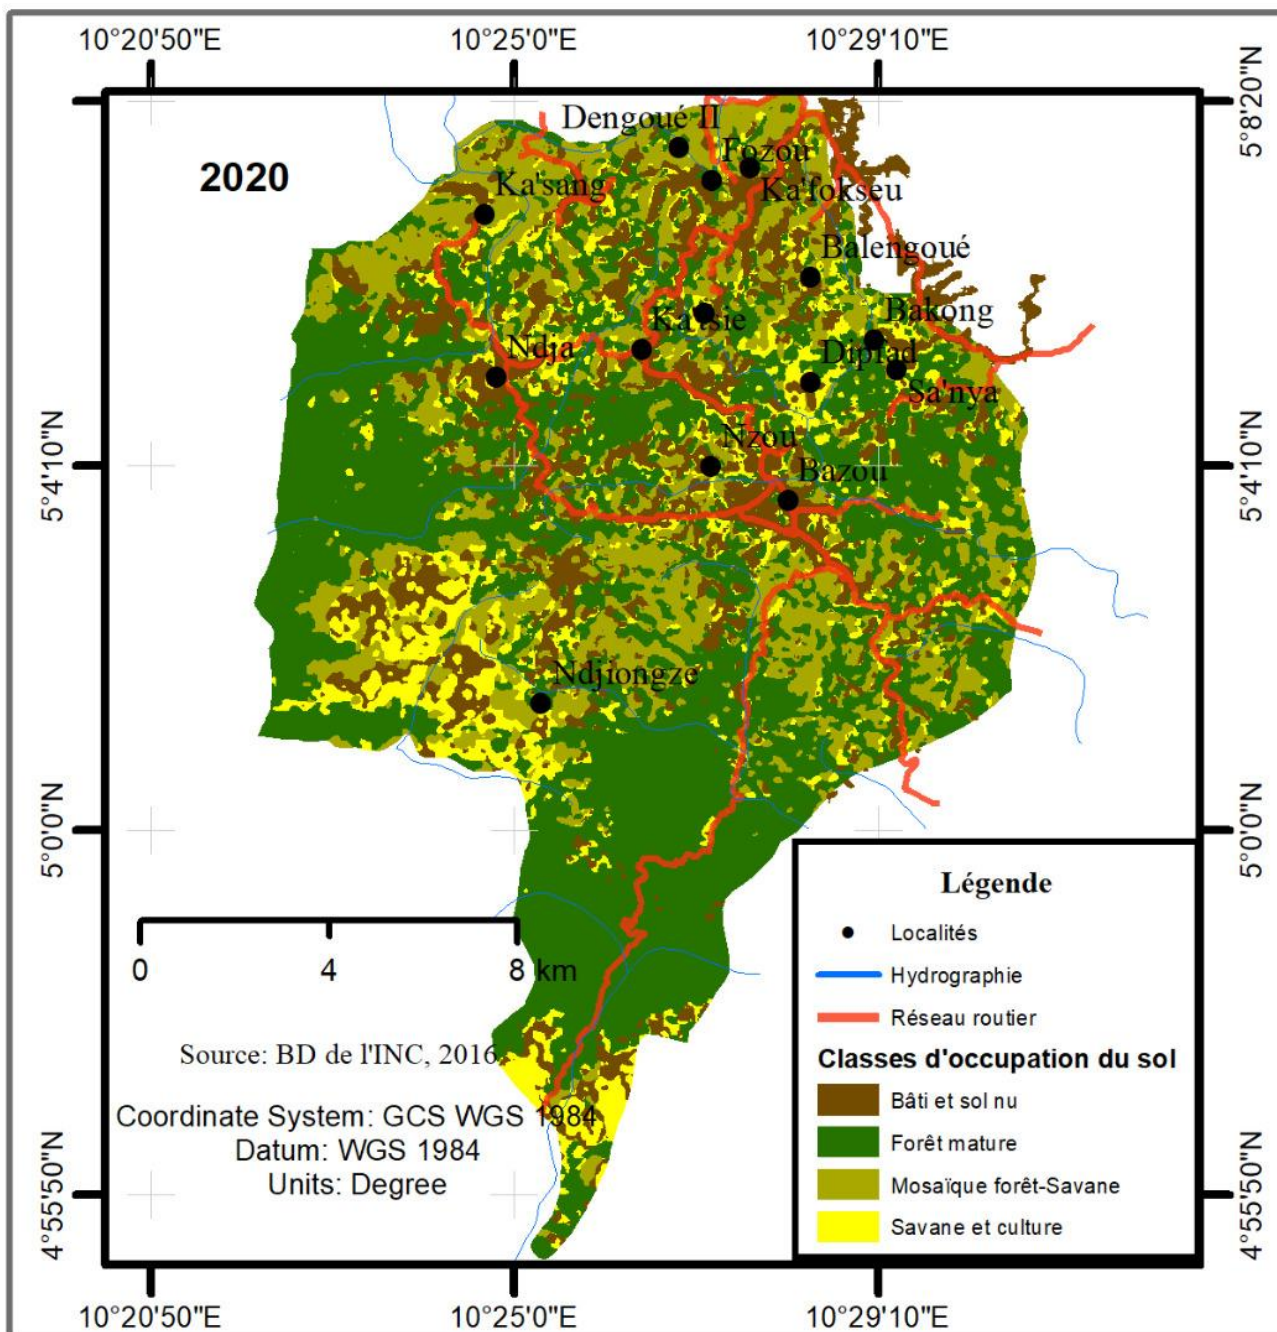 10°20'50"E 10°25'0"E 10°29'10"E
5°8'20"N 5°8'20"N
2020
Dengoué II
Fozou
Ka'sang
Ka'fokseu
Balengoué
Bakong
Ka'tsie
Ndja
Dipfad
Sa'nya
Nzou
Bazou
5°4'10"N 5°4'10"N
Ndjiongze
5°0'0"N 5°0'0"N
0 4 8 km
Source: BD de l'INC, 2016
Coordinate System: GCS WGS 1984
Datum: WGS 1984
Units: Degree
Légende
Localités
Hydrographie
Réseau routier
Classes d'occupation du sol
Bâti et sol nu
Forêt mature
Mosaïque forêt-Savane
Savane et culture
4°55'50"N 4°55'50"N
10°20'50"E 10°25'0"E 10°29'10"E